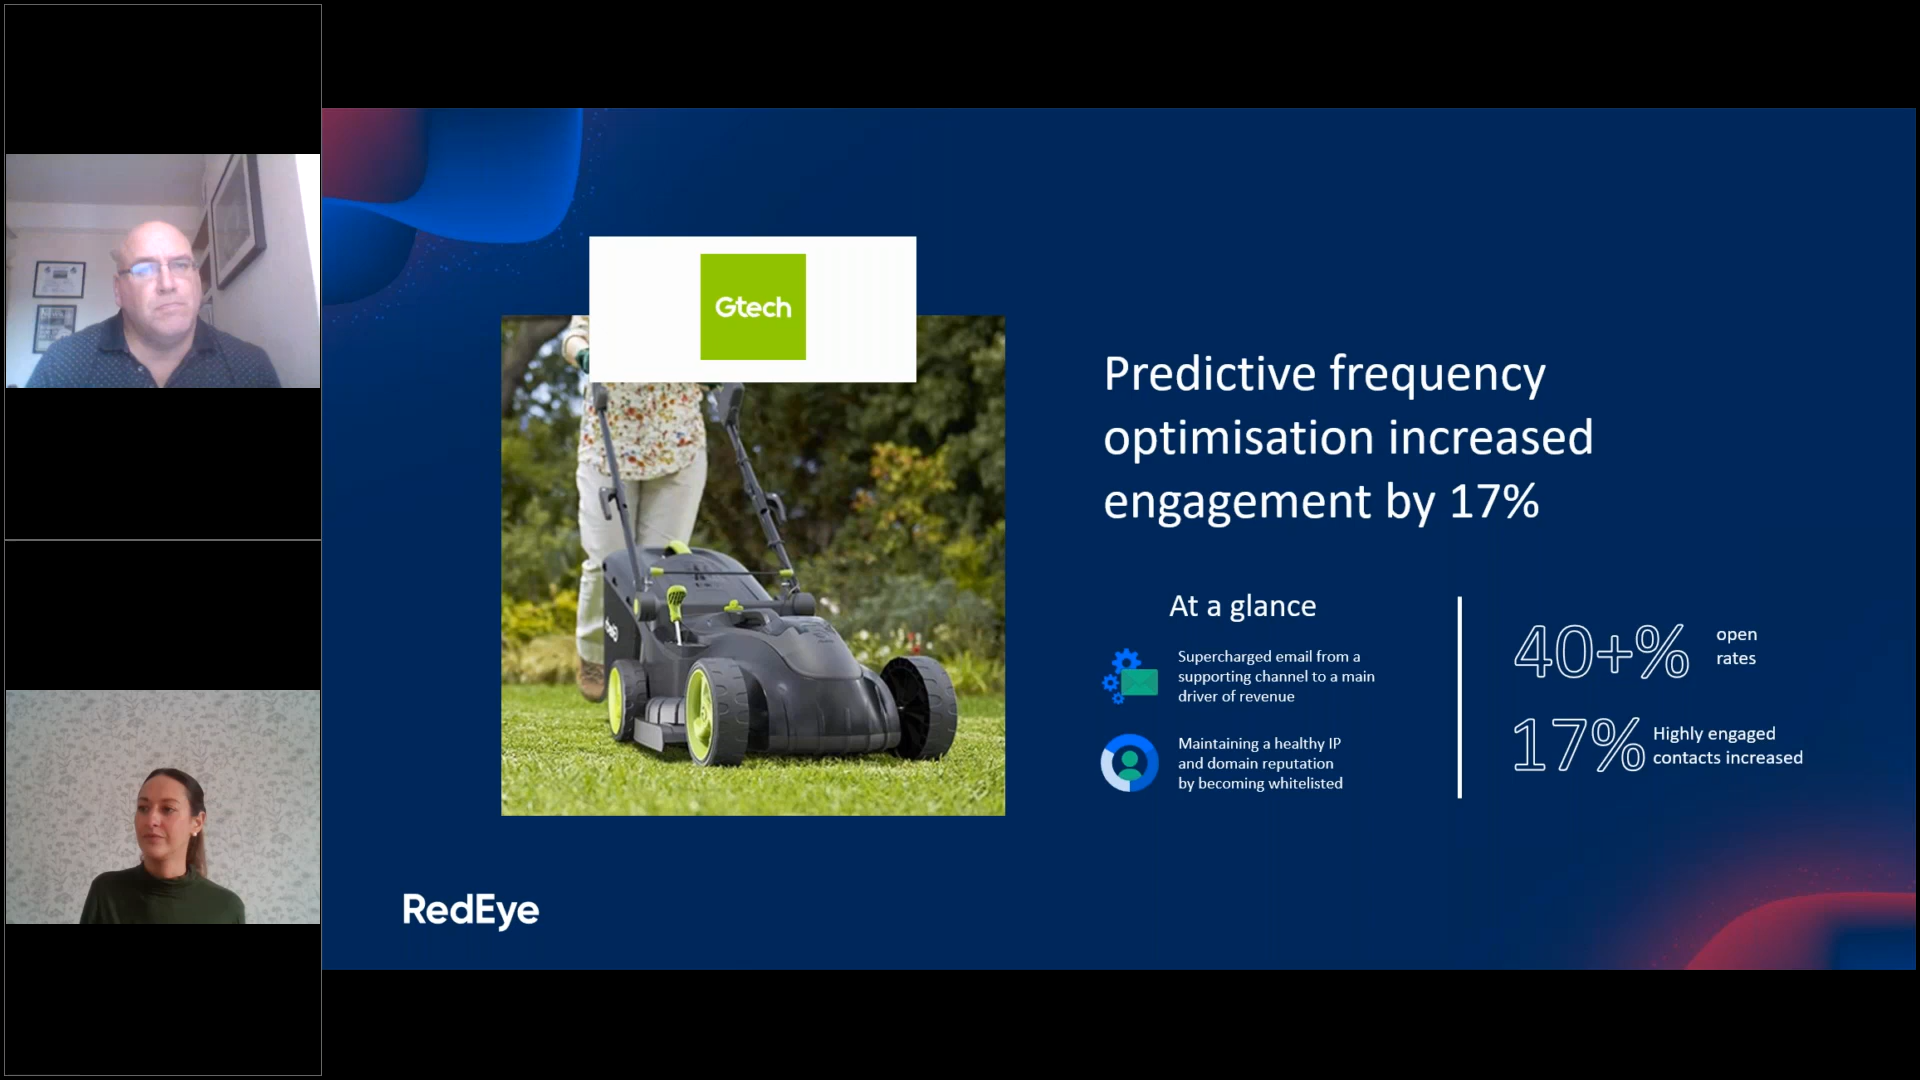 Gtech
Predictive frequency
optimisation increased
engagement by 17%
At a glance
Supercharged email from a
supporting channel to a main
driver of revenue
Maintaining a healthy IP
and domain reputation
by becoming whitelisted
40+%
open
rates
17%
Highly engaged
contacts increased
RedEye